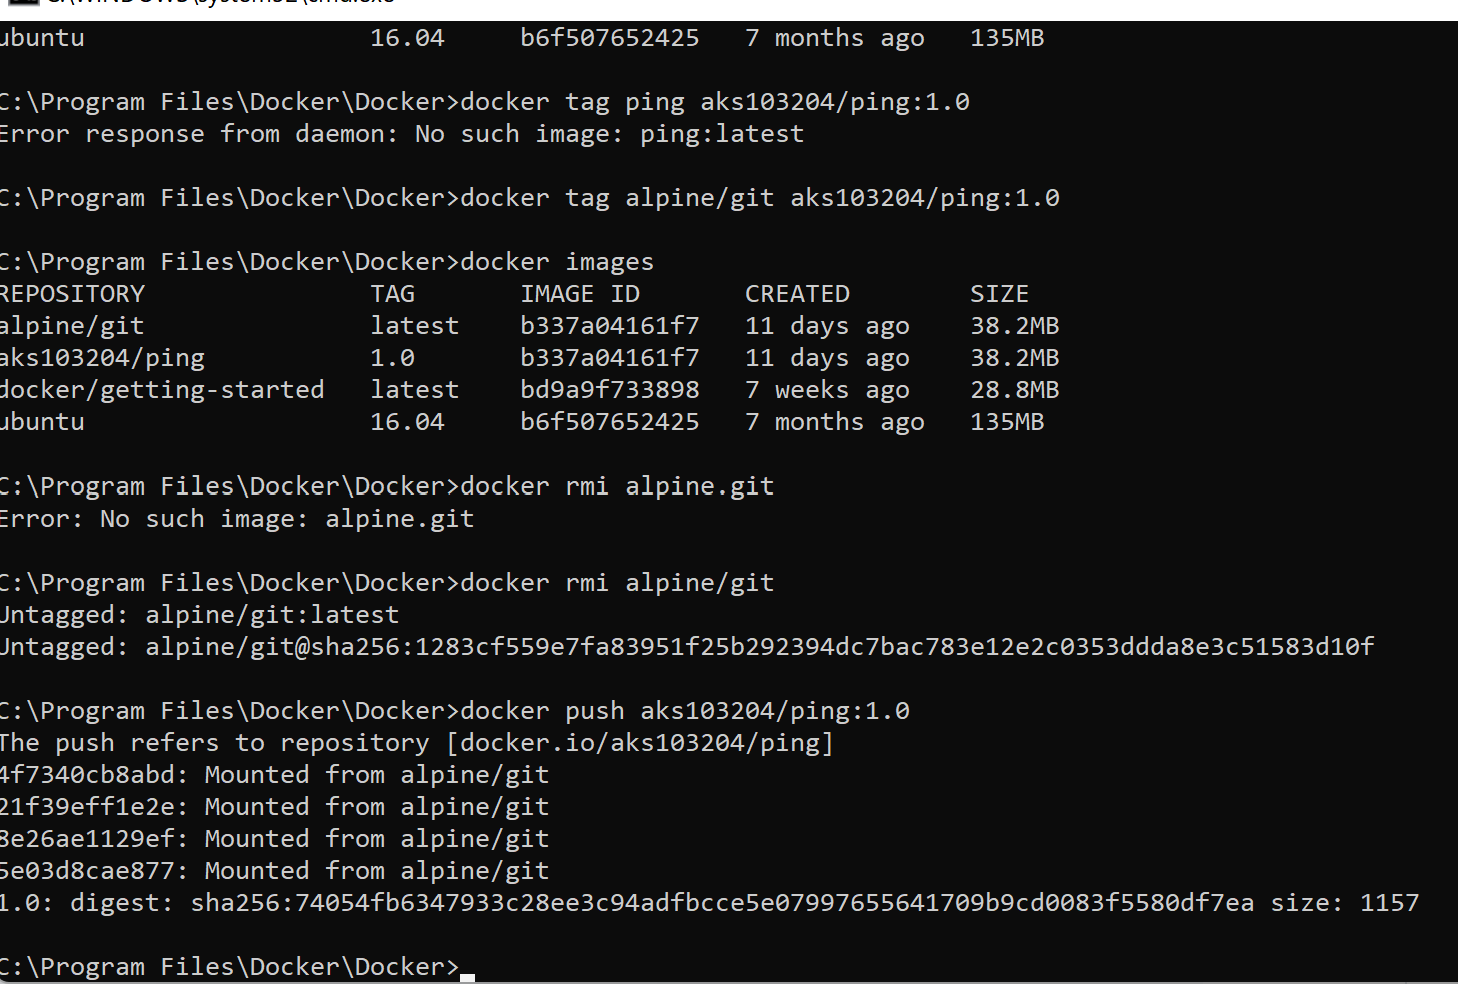 C:\WINDOWS\system32\cmd.exe
ubuntu 16.04 b6f507652425 7 months ago 135MB
C:\Program Files\Docker\Docker>docker tag ping aks103204/ping:1.0
Error response from daemon: No such image: ping:latest
C:\Program Files\Docker\Docker>docker tag alpine/git aks103204/ping:1.0
C:\Program Files\Docker\Docker>docker images
REPOSITORY TAG IMAGE ID CREATED SIZE
alpine/git latest b337a04161f7 11 days ago 38.2MB
aks103204/ping 1.0 b337a04161f7 11 days ago 38.2MB
docker/getting-started latest bd9a9f733898 7 weeks ago 28.8MB
ubuntu 16.04 b6f507652425 7 months ago 135MB
C:\Program Files\Docker\Docker>docker rmi alpine.git
Error: No such image: alpine.git
C:\Program Files\Docker\Docker>docker rmi alpine/git
Untagged: alpine/git:latest
Untagged: alpine/git@sha256:1283cf559e7fa83951f25b292394dc7bac783e12e2c0353ddda8e3c51583d10f
C:\Program Files\Docker\Docker>docker push aks103204/ping:1.0
The push refers to repository [docker.io/aks103204/ping]
4f7340cb8abd: Mounted from alpine/git
21f39eff1e2e: Mounted from alpine/git
8e26ae1129ef: Mounted from alpine/git
5e03d8cae877: Mounted from alpine/git
1.0: digest: sha256:74054fb6347933c28ee3c94adfbcce5e07997655641709b9cd0083f5580df7ea size: 1157
C:\Program Files\Docker\Docker>